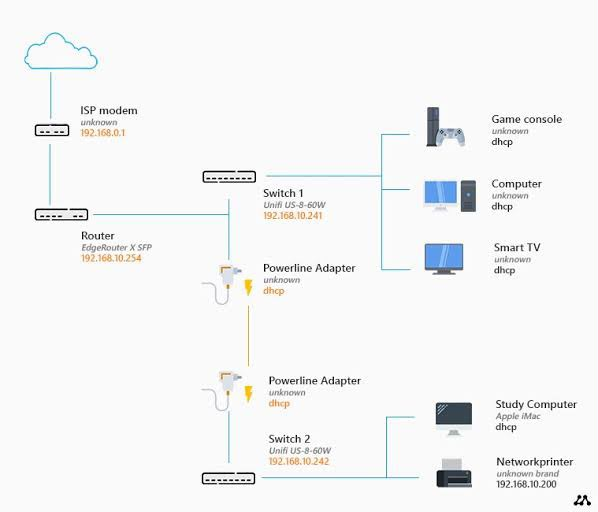 ISP modem
unknown
192.168.0.1
Router
EdgeRouter X SFP
192.168.10.254
Switch 1
Unifi US-8-60W
192.168.10.241
Powerline Adapter
unknown
dhcp
Powerline Adapter
unknown
dhcp
Switch 2
Unifi US-8-60W
192.168.10.242
Game console
unknown
dhcp
Computer
unknown
dhcp
Smart TV
unknown
dhcp
Study Computer
Apple iMac
dhcp
Networkprinter
unknown brand
192.168.10.200